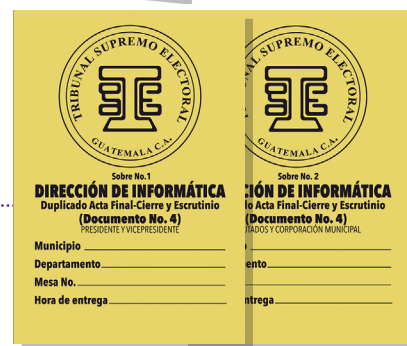 TRIBUNAL SUPREMO ELECTORAL
GUATEMALA C.A.
Sobre No.1
DIRECCIÓN DE INFORMÁTICA
Duplicado Acta Final-Cierre y Escrutinio
(Documento No. 4)
PRESIDENTE Y VICEPRESIDENTE
Municipio
Departamento
Mesa No.
Hora de entrega
SUPREMO ELECTORAL
GUATEMALA C.A.
Sobre No. 2
CIÓN DE INFORMÁTICA
do Acta Final-Cierre y Escrutinio
(Documento No. 4)
UTADOS Y CORPORACIÓN MUNICIPAL
ento
ntrega